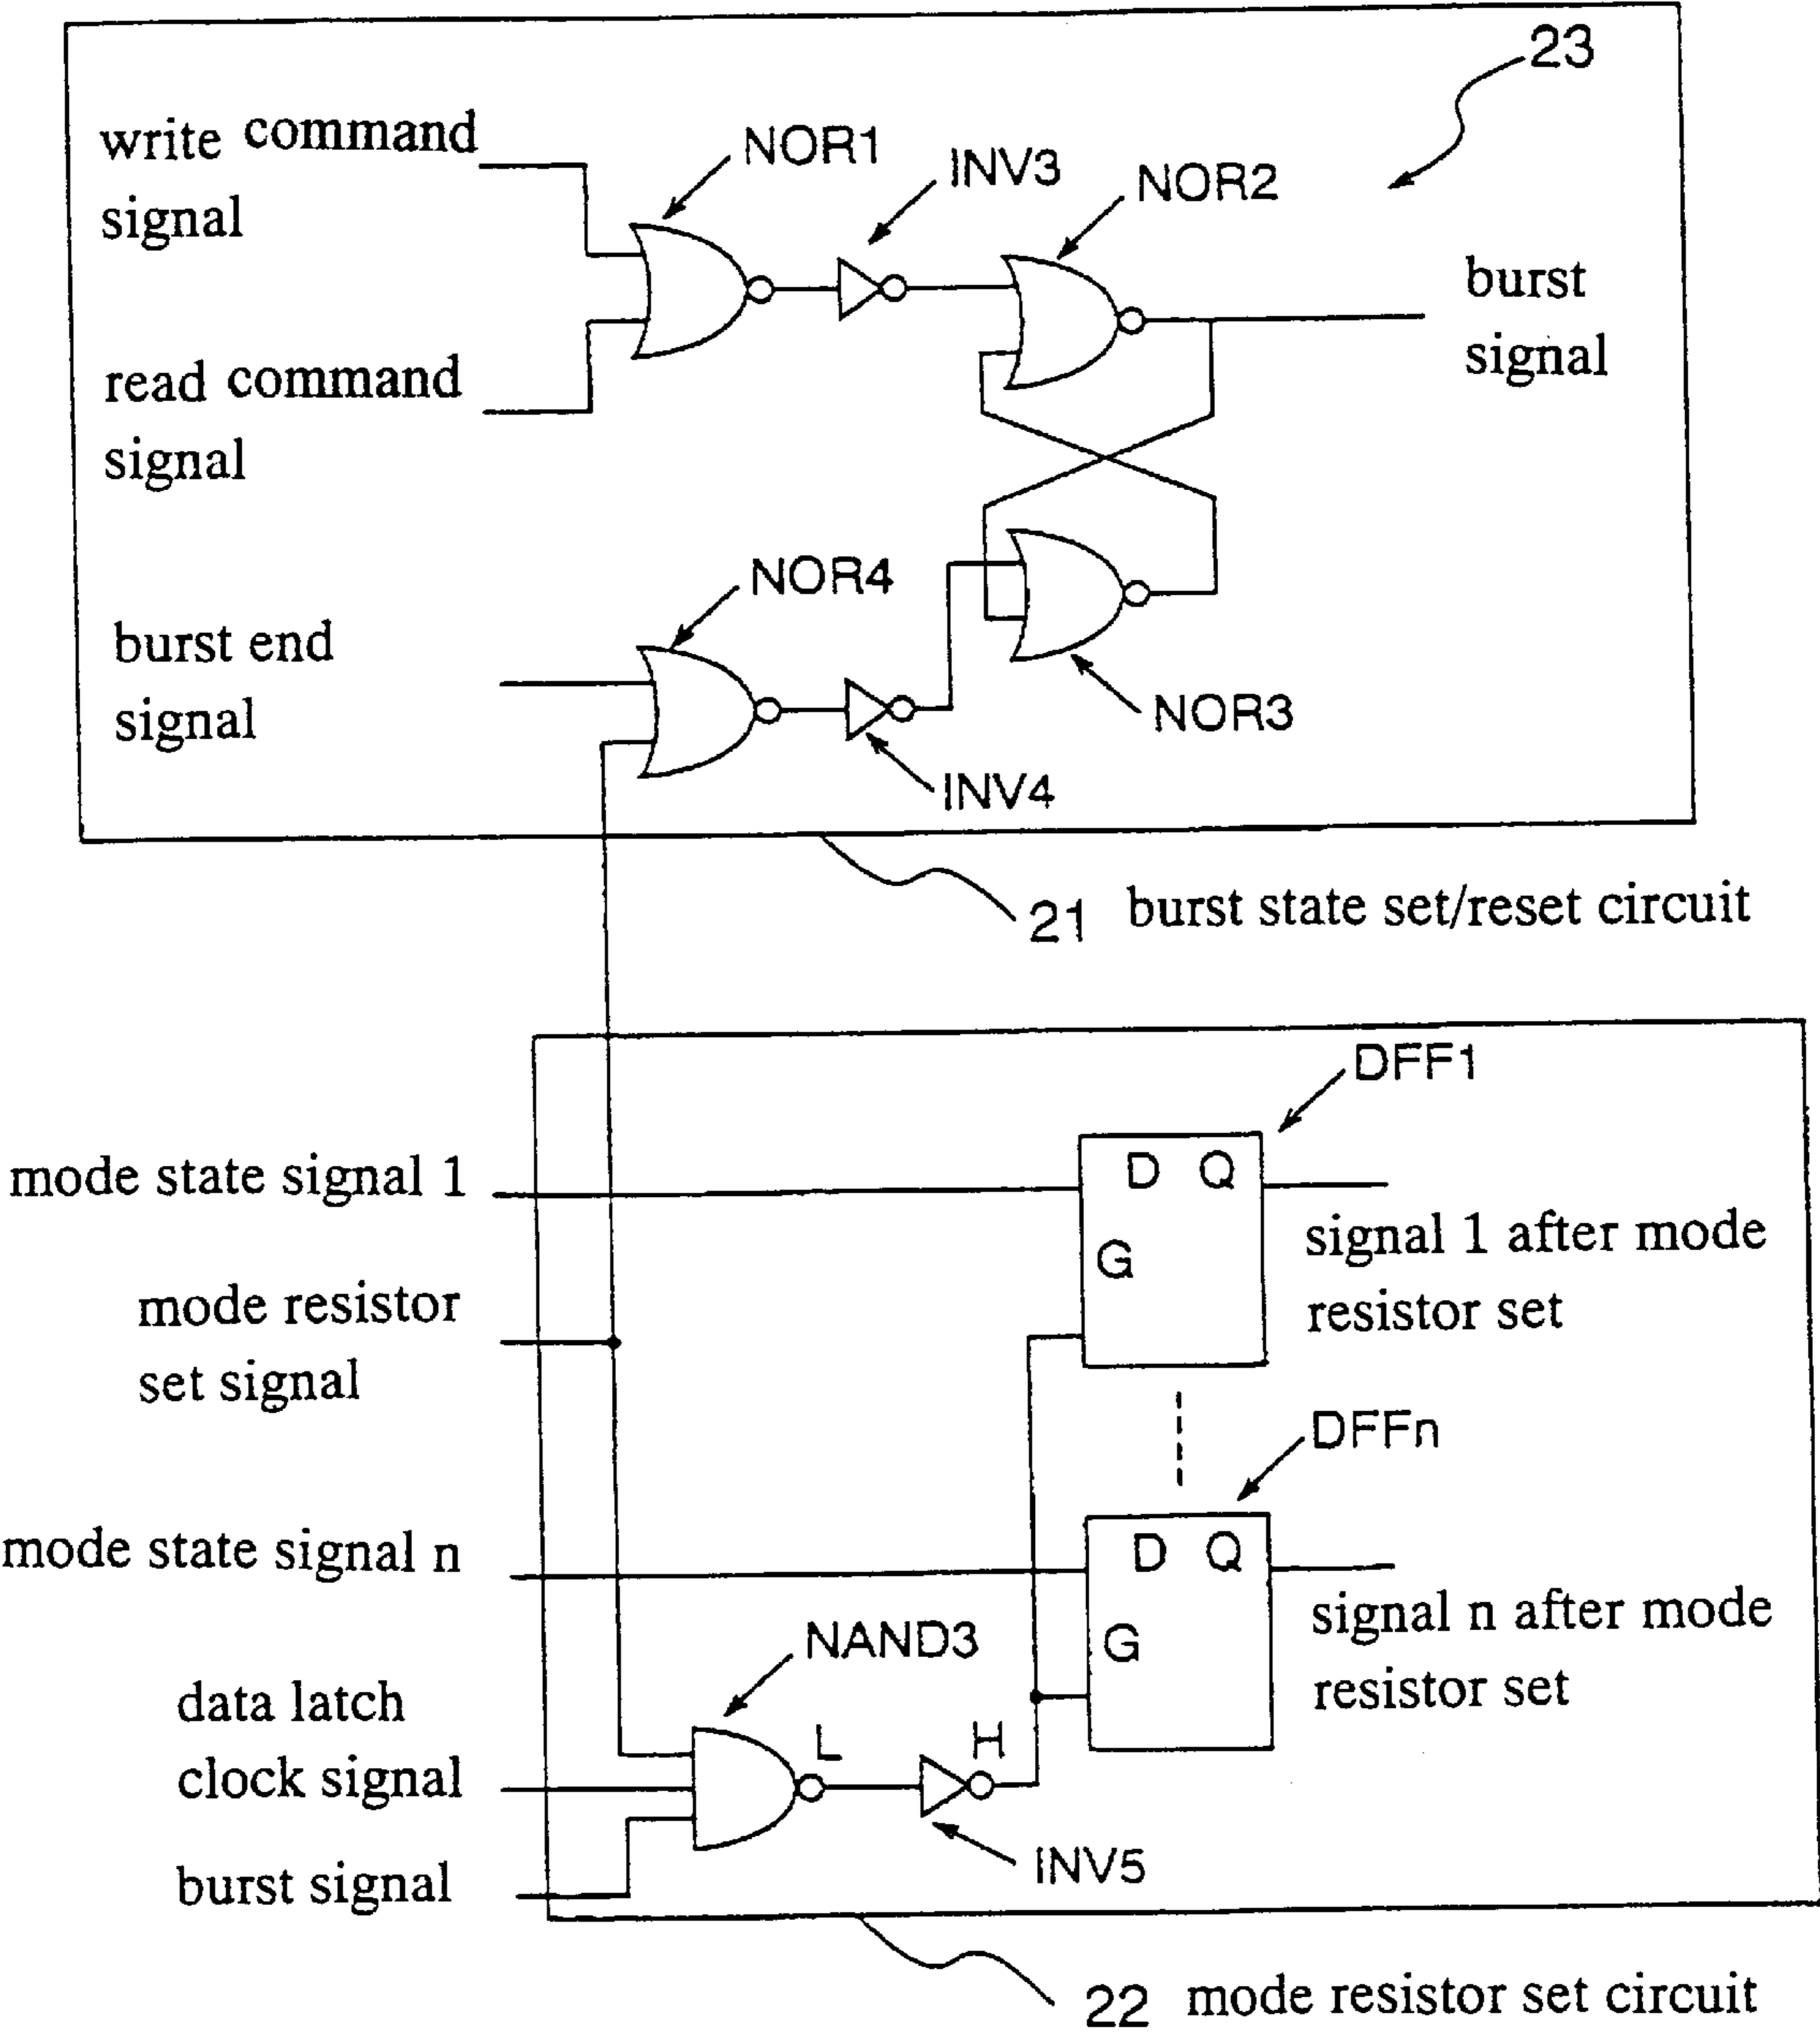 23
write command
signal
NOR1
INV3
NOR2
burst
signal
read command
signal
NOR4
burst end
signal
NOR3
INV4
21 burst state set/reset circuit
DFF1
mode state signal 1
D Q
G
signal 1 after mode
resistor set
mode resistor
set signal
DFFn
mode state signal n
D Q
G
signal n after mode
resistor set
NAND3
data latch
clock signal
L
H
burst signal
INV5
22 mode resistor set circuit